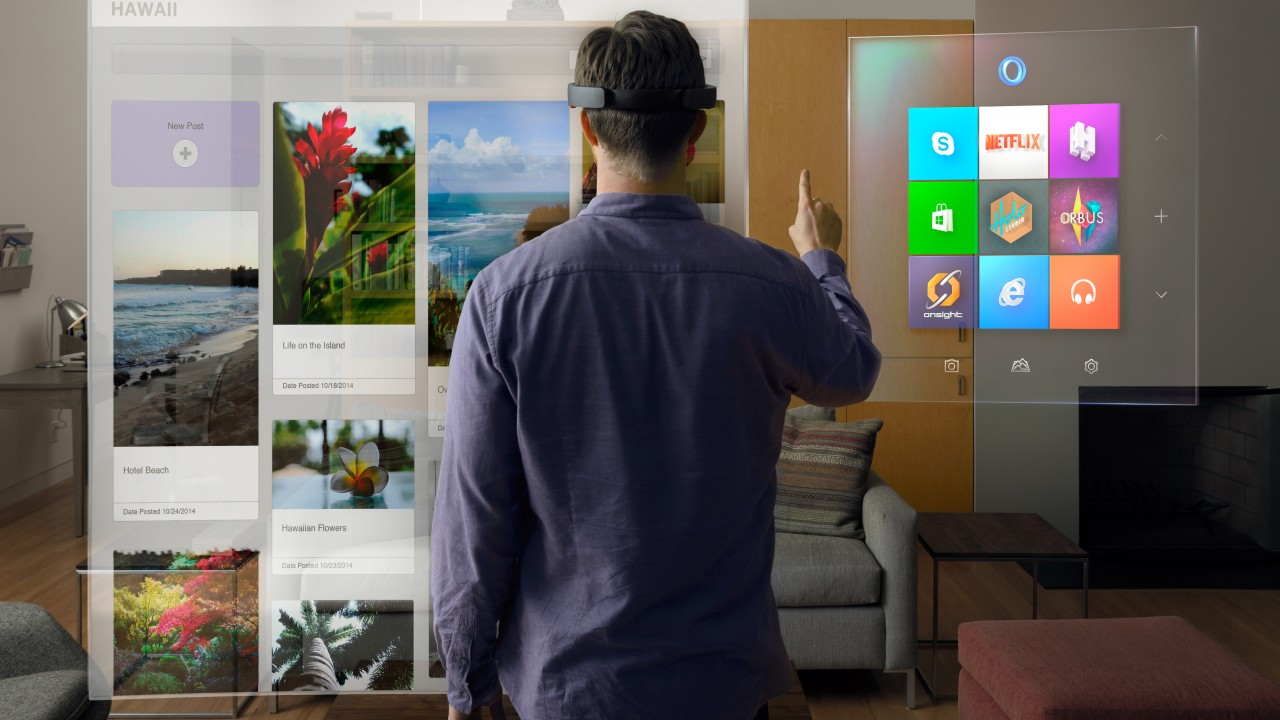 HAWAII
New Post
Life on the Island
Date Posted 10/18/2014
Hotel Beach
Date Posted 10/24/2014
Hawaiian Flowers
Date Posted 10/23/2014
NETFLIX
ORBUS
onsight